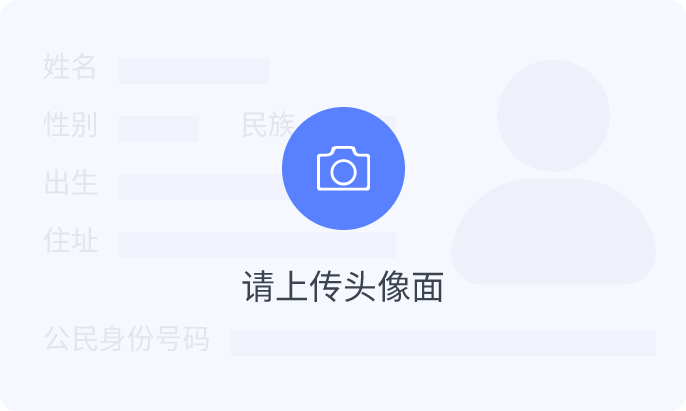 姓名
性别 民族
出生
住址
请上传头像面
公民身份号码